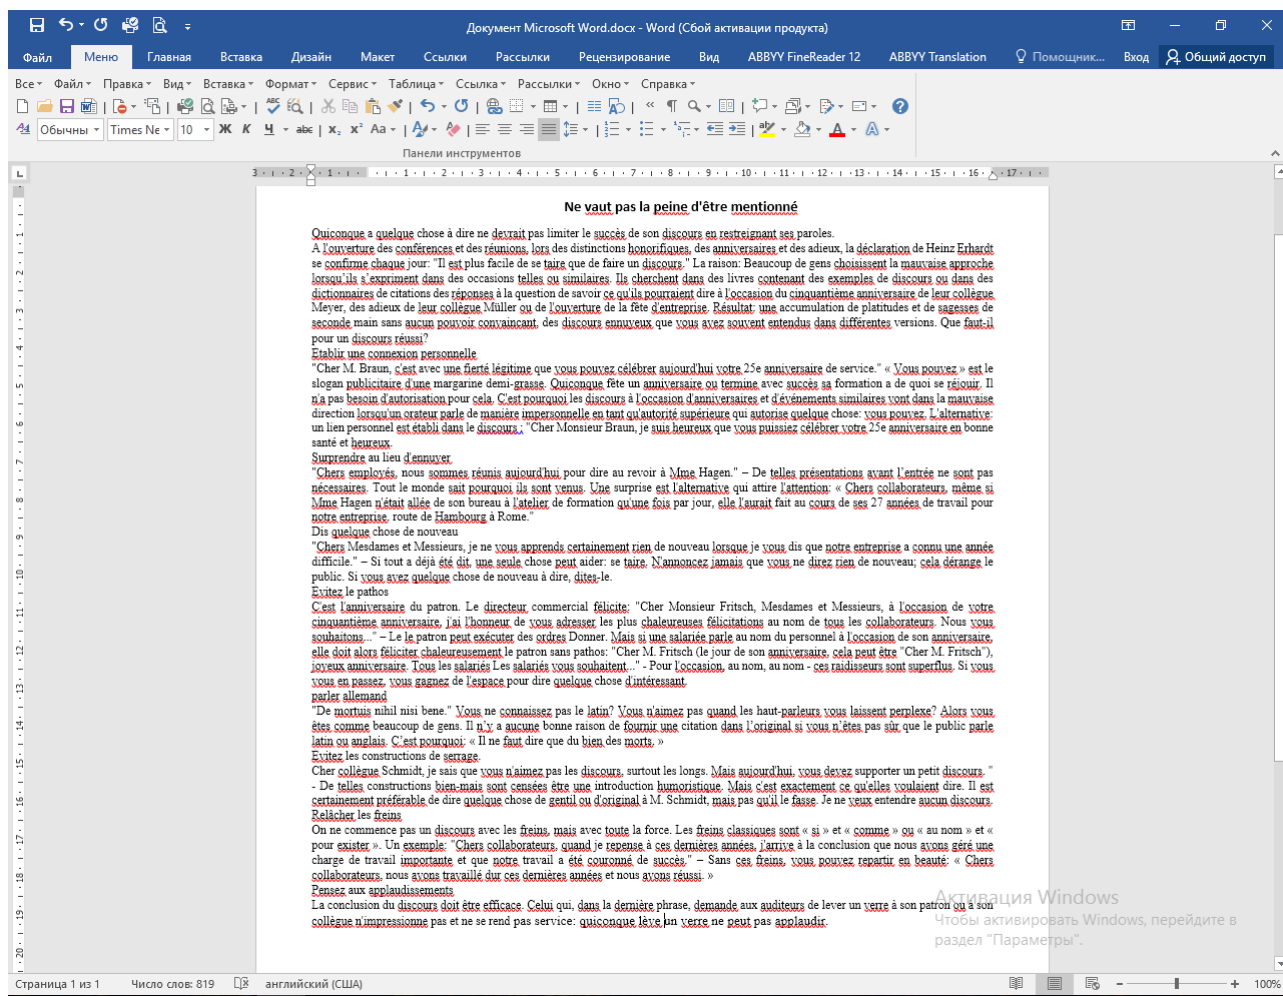 Документ Microsoft Word.docx - Word (Сбой активации продукта)
Файл Меню Главная Вставка Дизайн Макет Ссылки Рассылки Рецензирование Вид ABBYY FineReader 12 ABBYY Translation Помощник... Вход Общий доступ
Все Файл Правка Вид Вставка Формат Сервис Таблица Ссылка Рассылки Окно Справка
Обычны Times Ne 10 Ж К Ч abc x₂ x² Aa
Панели инструментов
3 2 1 1 2 3 4 5 6 7 8 9 10 11 12 13 14 15 16 17
Ne vaut pas la peine d'être mentionné
Quiconque a quelque chose à dire ne devrait pas limiter le succès de son discours en restreignant ses paroles.
A l'ouverture des conférences et des réunions, lors des distinctions honorifiques, des anniversaires et des adieux, la déclaration de Heinz Erhardt
se confirme chaque jour: "Il est plus facile de se taire que de faire un discours." La raison: Beaucoup de gens choisissent la mauvaise approche
lorsqu'ils s'expriment dans des occasions telles ou similaires. Ils cherchent dans des livres contenant des exemples de discours ou dans des
dictionnaires de citations des réponses à la question de savoir ce qu'ils pourraient dire à l'occasion du cinquantième anniversaire de leur collègue
Meyer, des adieux de leur collègue Müller ou de l'ouverture de la fête d'entreprise. Résultat: une accumulation de platitudes et de sagesses de
seconde main sans aucun pouvoir convaincant, des discours ennuyeux que vous avez souvent entendus dans différentes versions. Que faut-il
pour un discours réussi?
Etablir une connexion personnelle
"Cher M. Braun, c'est avec une fierté légitime que vous pouvez célébrer aujourd'hui votre 25e anniversaire de service." « Vous pouvez » est le
slogan publicitaire d'une margarine demi-grasse. Quiconque fête un anniversaire ou termine avec succès sa formation a de quoi se réjouir. Il
n'a pas besoin d'autorisation pour cela. C'est pourquoi les discours à l'occasion d'anniversaires et d'événements similaires vont dans la mauvaise
direction lorsqu'un orateur parle de manière impersonnelle en tant qu'autorité supérieure qui autorise quelque chose: vous pouvez. L'alternative:
un lien personnel est établi dans le discours : "Cher Monsieur Braun, je suis heureux que vous puissiez célébrer votre 25e anniversaire en bonne
santé et heureux.
Surprendre au lieu d'ennuyer
"Chers employés, nous sommes réunis aujourd'hui pour dire au revoir à Mme Hagen." – De telles présentations avant l'entrée ne sont pas
nécessaires. Tout le monde sait pourquoi ils sont venus. Une surprise est l'alternative qui attire l'attention: « Chers collaborateurs, même si
Mme Hagen n'était allée de son bureau à l'atelier de formation qu'une fois par jour, elle l'aurait fait au cours de ses 27 années de travail pour
notre entreprise, route de Hambourg à Rome."
Dis quelque chose de nouveau
"Chers Mesdames et Messieurs, je ne vous apprends certainement rien de nouveau lorsque je vous dis que notre entreprise a connu une année
difficile." – Si tout a déjà été dit, une seule chose peut aider: se taire. N'annoncez jamais que vous ne direz rien de nouveau; cela dérange le
public. Si vous avez quelque chose de nouveau à dire, dites-le.
Evitez le pathos
C'est l'anniversaire du patron. Le directeur commercial félicite: "Cher Monsieur Fritsch, Mesdames et Messieurs, à l'occasion de votre
cinquantième anniversaire, j'ai l'honneur de vous adresser les plus chaleureuses félicitations au nom de tous les collaborateurs. Nous vous
souhaitons..." – Le le patron peut exécuter des ordres Donner. Mais si une salariée parle au nom du personnel à l'occasion de son anniversaire,
elle doit alors féliciter chaleureusement le patron sans pathos: "Cher M. Fritsch (le jour de son anniversaire, cela peut être "Cher M. Fritsch"),
joyeux anniversaire. Tous les salariés Les salariés vous souhaitent..." - Pour l'occasion, au nom, au nom - ces raidisseurs sont superflus. Si vous
vous en passez, vous gagnez de l'espace pour dire quelque chose d'intéressant.
parler allemand
"De mortuis nihil nisi bene." Vous ne connaissez pas le latin? Vous n'aimez pas quand les haut-parleurs vous laissent perplexe? Alors vous
êtes comme beaucoup de gens. Il n'y a aucune bonne raison de fournir une citation dans l'original si vous n'êtes pas sûr que le public parle
latin ou anglais. C'est pourquoi: « Il ne faut dire que du bien des morts. »
Evitez les constructions de serrage.
Cher collègue Schmidt, je sais que vous n'aimez pas les discours, surtout les longs. Mais aujourd'hui, vous devez supporter un petit discours. "
- De telles constructions bien-mais sont censées être une introduction humoristique. Mais c'est exactement ce qu'elles voulaient dire. Il est
certainement préférable de dire quelque chose de gentil ou d'original à M. Schmidt, mais pas qu'il le fasse. Je ne veux entendre aucun discours.
Relâcher les freins
On ne commence pas un discours avec les freins, mais avec toute la force. Les freins classiques sont « si » et « comme » ou « au nom » et «
pour exister ». Un exemple: "Chers collaborateurs, quand je repense à ces dernières années, j'arrive à la conclusion que nous avons géré une
charge de travail importante et que notre travail a été couronné de succès." – Sans ces freins, vous pouvez repartir en beauté: « Chers
collaborateurs, nous avons travaillé dur ces dernières années et nous avons réussi. »
Pensez aux applaudissements
La conclusion du discours doit être efficace. Celui qui, dans la dernière phrase, demande aux auditeurs de lever un verre à son patron ou à son
collègue n'impressionne pas et ne se rend pas service: quiconque lève un verre ne peut pas applaudir.
Активация Windows
Чтобы активировать Windows, перейдите в
раздел "Параметры".
Страница 1 из 1 Число слов: 819 английский (США) 100%